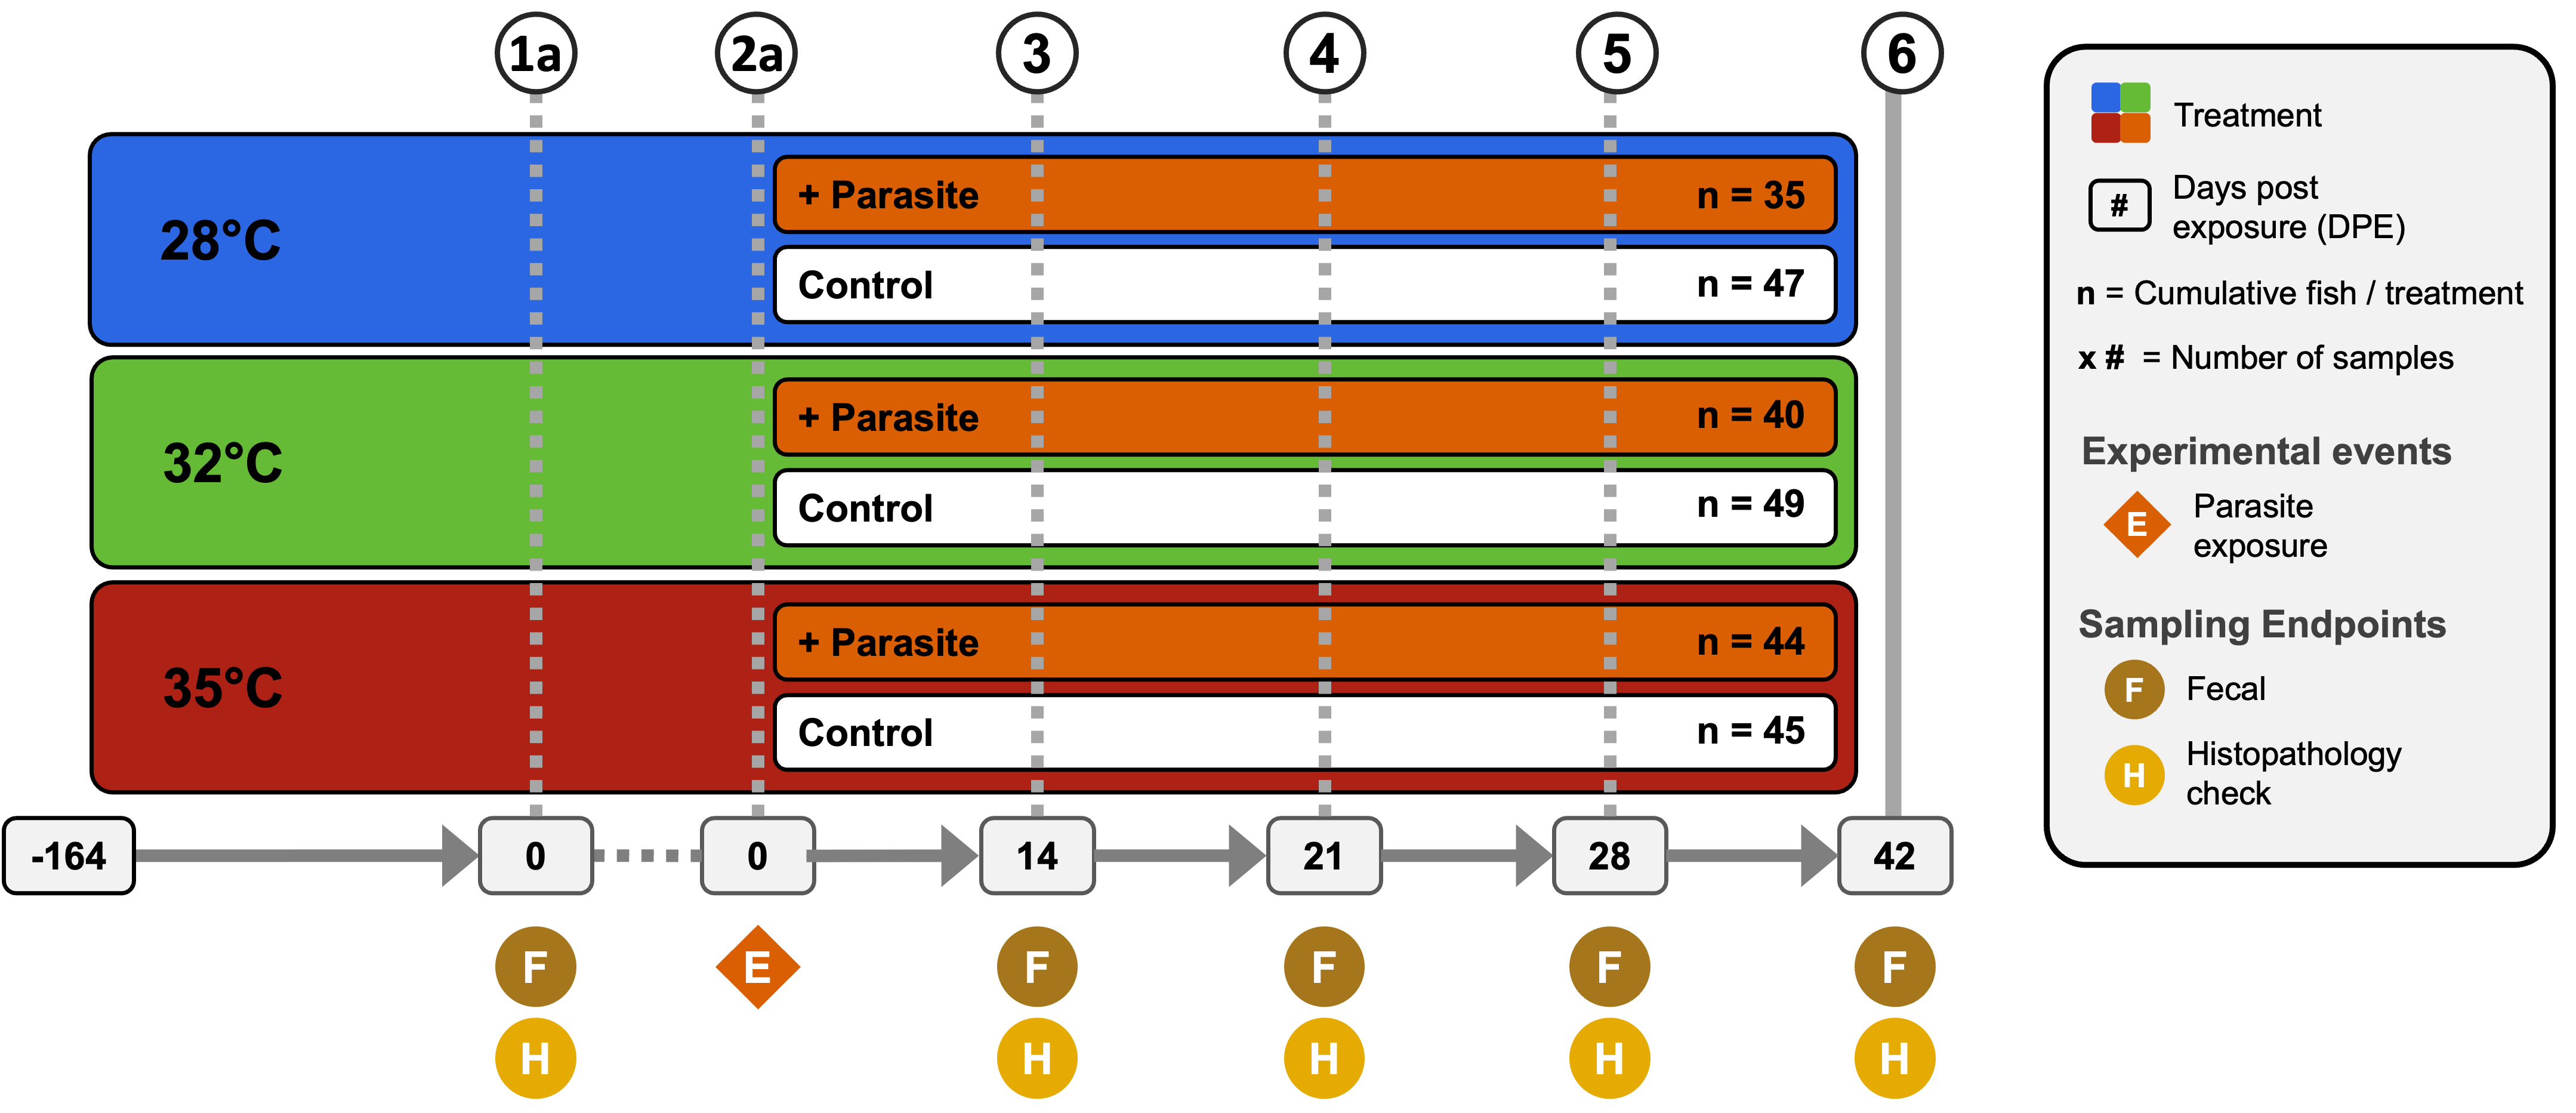 1a 2a 3 4 5 6
28°C
+ Parasite n = 35
Control n = 47
32°C
+ Parasite n = 40
Control n = 49
35°C
+ Parasite n = 44
Control n = 45
-164 0 0 14 21 28 42
F E F F F F
H H H H H
Treatment
# Days post
exposure (DPE)
n = Cumulative fish / treatment
x # = Number of samples
Experimental events
E Parasite
exposure
Sampling Endpoints
F Fecal
H Histopathology
check